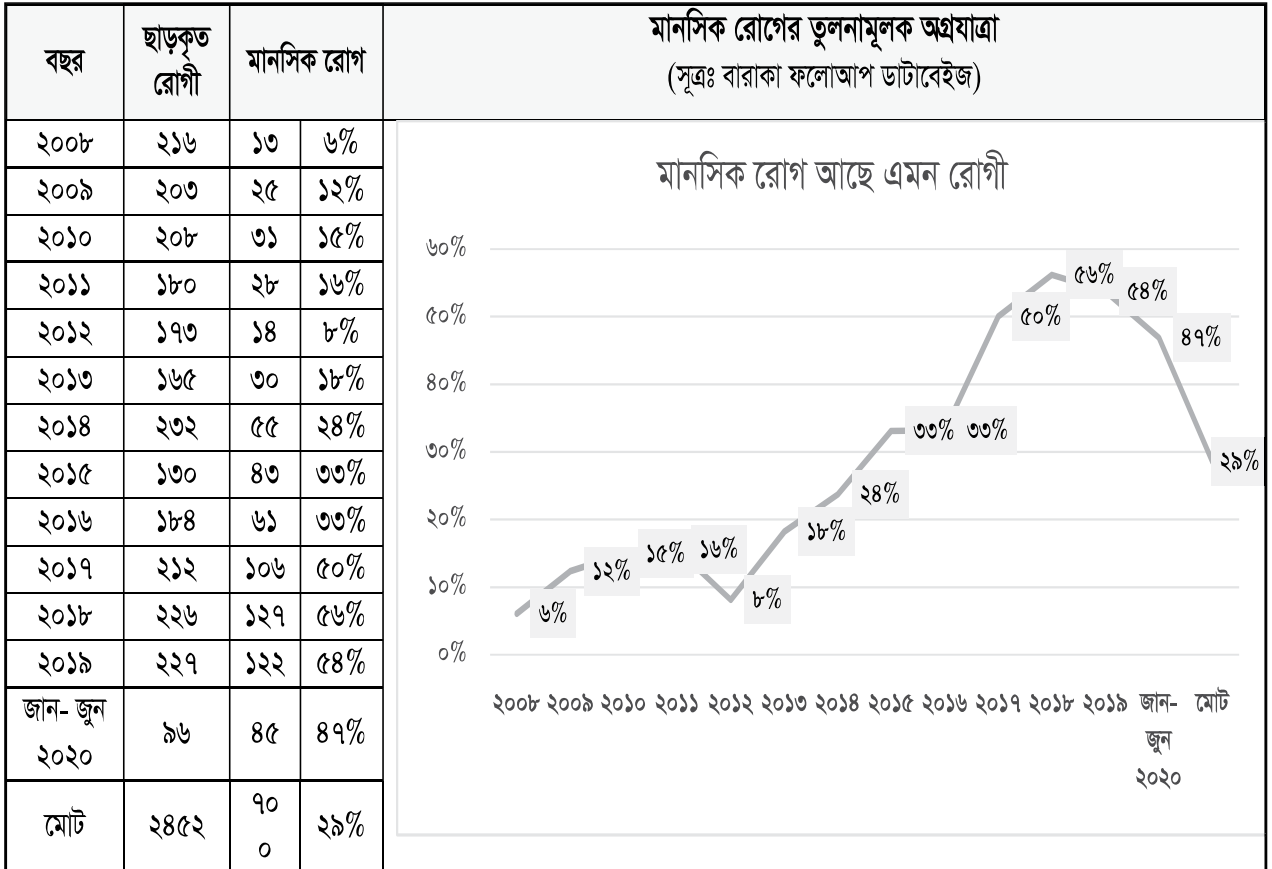 বছর ছাড়কৃত রোগী মানসিক রোগ
মানসিক রোগের তুলনামূলক অগ্রযাত্রা
(সূত্রঃ বারাকা ফলোআপ ডাটাবেইজ)
২০০৮ ২১৬ ১৩ ৬%
২০০৯ ২০৩ ২৫ ১২%
২০১০ ২০৮ ৩১ ১৫%
২০১১ ১৮০ ২৮ ১৬%
২০১২ ১৭৩ ১৪ ৮%
২০১৩ ১৬৫ ৩০ ১৮%
২০১৪ ২৩২ ৫৫ ২৪%
২০১৫ ১৩০ ৪৩ ৩৩%
২০১৬ ১৮৪ ৬১ ৩৩%
২০১৭ ২১২ ১০৬ ৫০%
২০১৮ ২২৬ ১২৭ ৫৬%
২০১৯ ২২৭ ১২২ ৫৪%
জান- জুন ২০২০ ৯৬ ৪৫ ৪৭%
মোট ২৪৫২ ৭০০ ২৯%
মানসিক রোগ আছে এমন রোগী
৬০%
৫০%
৪০%
৩০%
২০%
১০%
০%
৬% ১২% ১৫% ১৬% ৮% ১৮% ২৪% ৩৩% ৩৩% ৫০% ৫৬% ৫৪% ৪৭% ২৯%
২০০৮ ২০০৯ ২০১০ ২০১১ ২০১২ ২০১৩ ২০১৪ ২০১৫ ২০১৬ ২০১৭ ২০১৮ ২০১৯ জান- মোট
জুন
২০২০